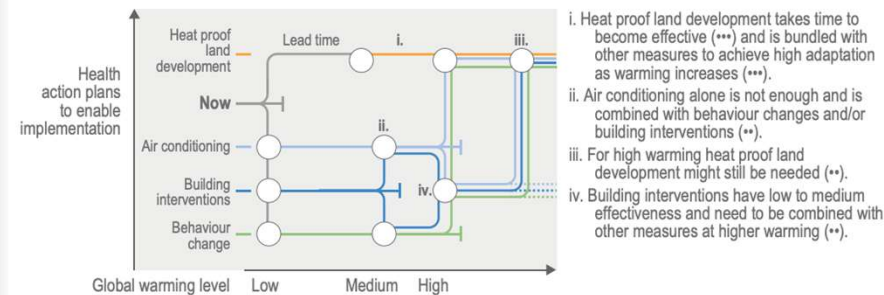 Health
action plans
to enable
implementation
Heat proof
land
development
Lead time
i.
iii.
Now
ii.
Air conditioning
Building
interventions
iv.
Behaviour
change
Global warming level
Low
Medium
High
i. Heat proof land development takes time to
become effective (•••) and is bundled with
other measures to achieve high adaptation
as warming increases (•••).
ii. Air conditioning alone is not enough and is
combined with behaviour changes and/or
building interventions (••).
iii. For high warming heat proof land
development might still be needed (••).
iv. Building interventions have low to medium
effectiveness and need to be combined with
other measures at higher warming (••).